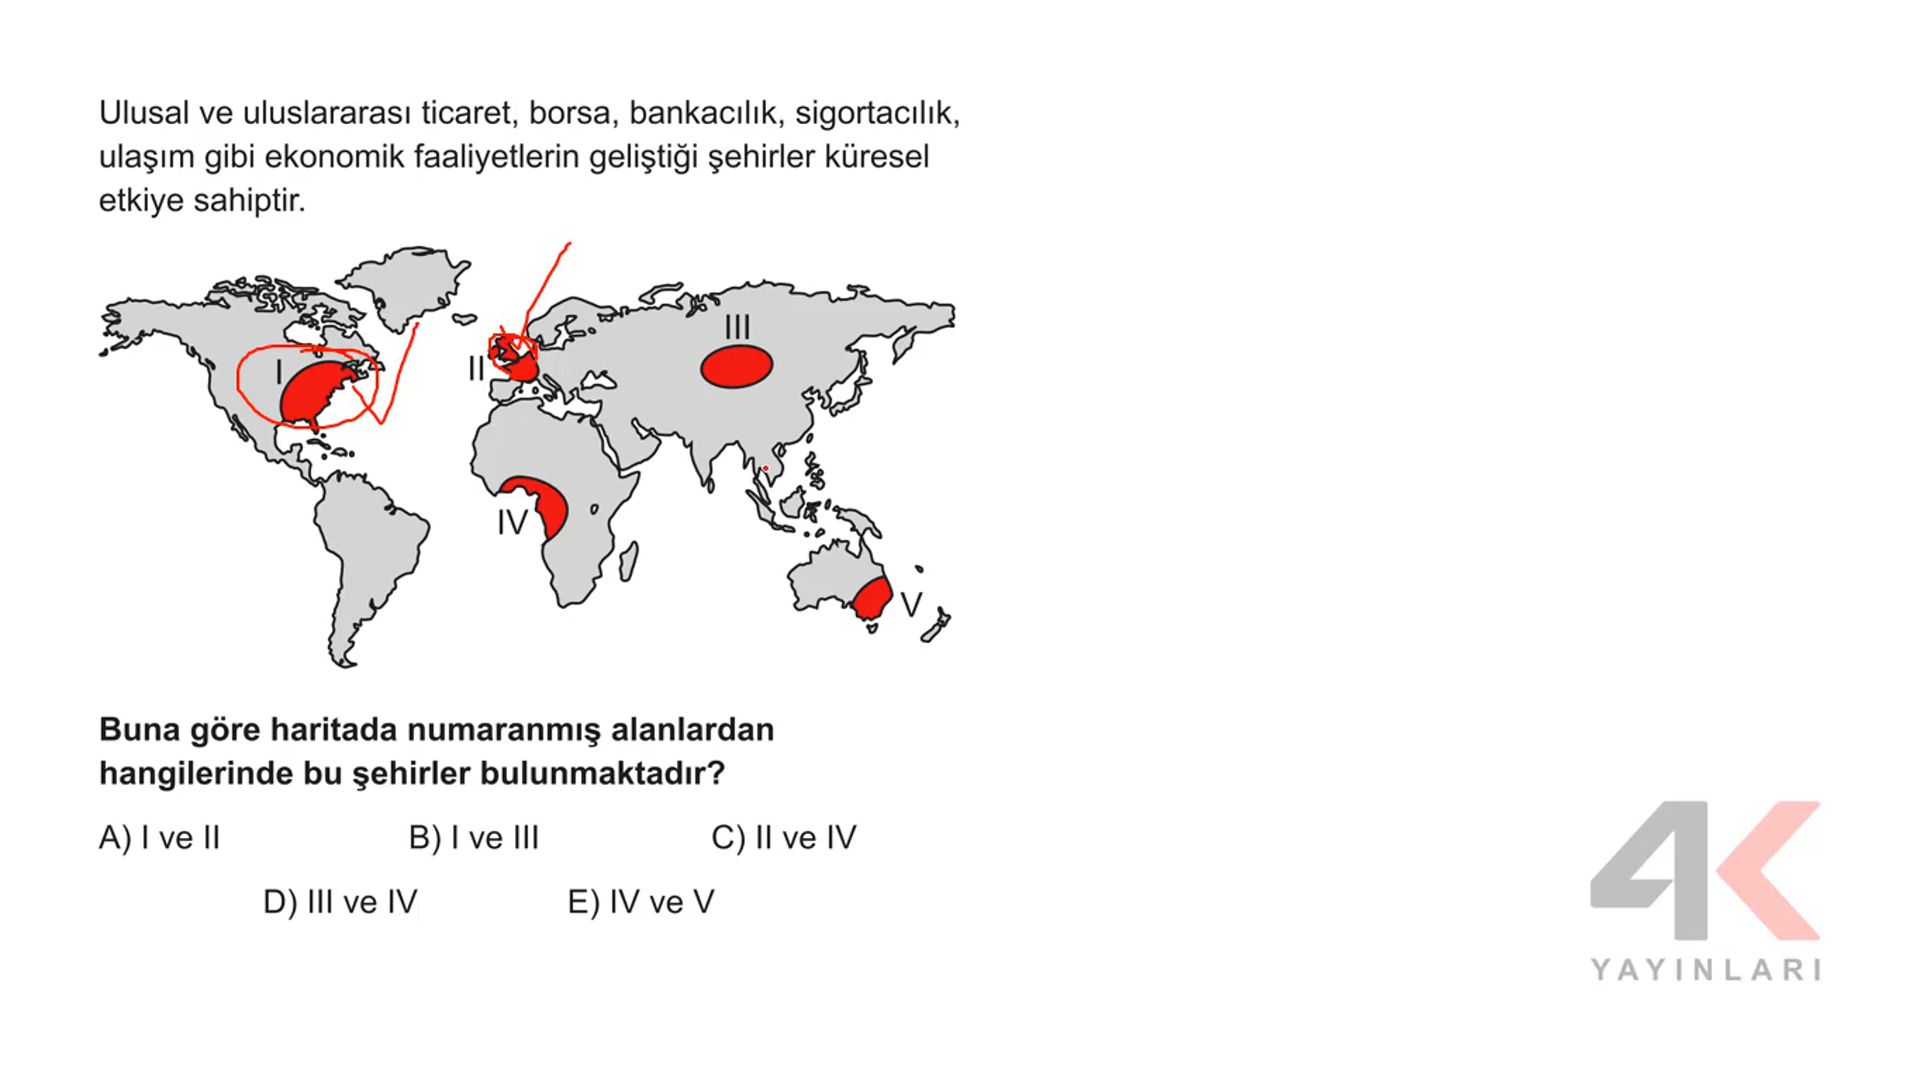 Ulusal ve uluslararası ticaret, borsa, bankacılık, sigortacılık,
ulaşım gibi ekonomik faaliyetlerin geliştiği şehirler küresel
etkiye sahiptir.
III
II
I
IV
V
Buna göre haritada numaranmış alanlardan
hangilerinde bu şehirler bulunmaktadır?
A) I ve II B) I ve III C) II ve IV
D) III ve IV E) IV ve V
4K
YAYINLARI